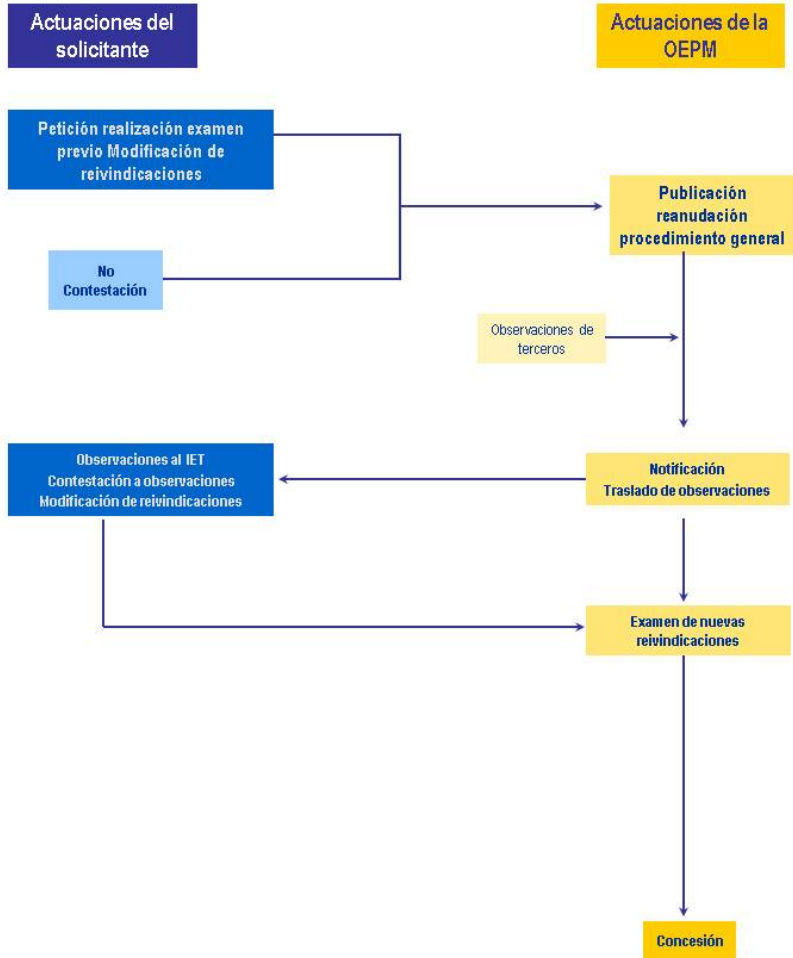 Actuaciones del
solicitante
Actuaciones de la
OEPM
Petición realización examen
previo Modificación de
reivindicaciones
Publicación
reanudación
procedimiento general
No
Contestación
Observaciones de
terceros
Observaciones al IET
Contestación a observaciones
Modificación de reivindicaciones
Notificación
Traslado de observaciones
Examen de nuevas
reivindicaciones
Concesión